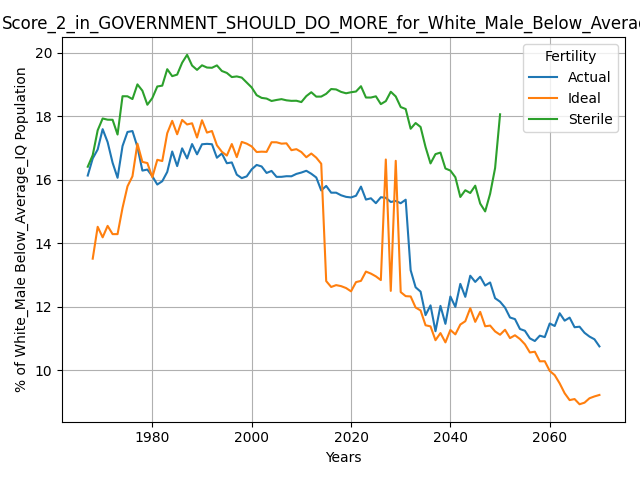 Score_2_in_GOVERNMENT_SHOULD_DO_MORE_for_White_Male_Below_Avera
Fertility
Actual
Ideal
Sterile
% of White_Male Below_Average_IQ Population
20
18
16
14
12
10
1980
2000
2020
2040
2060
Years